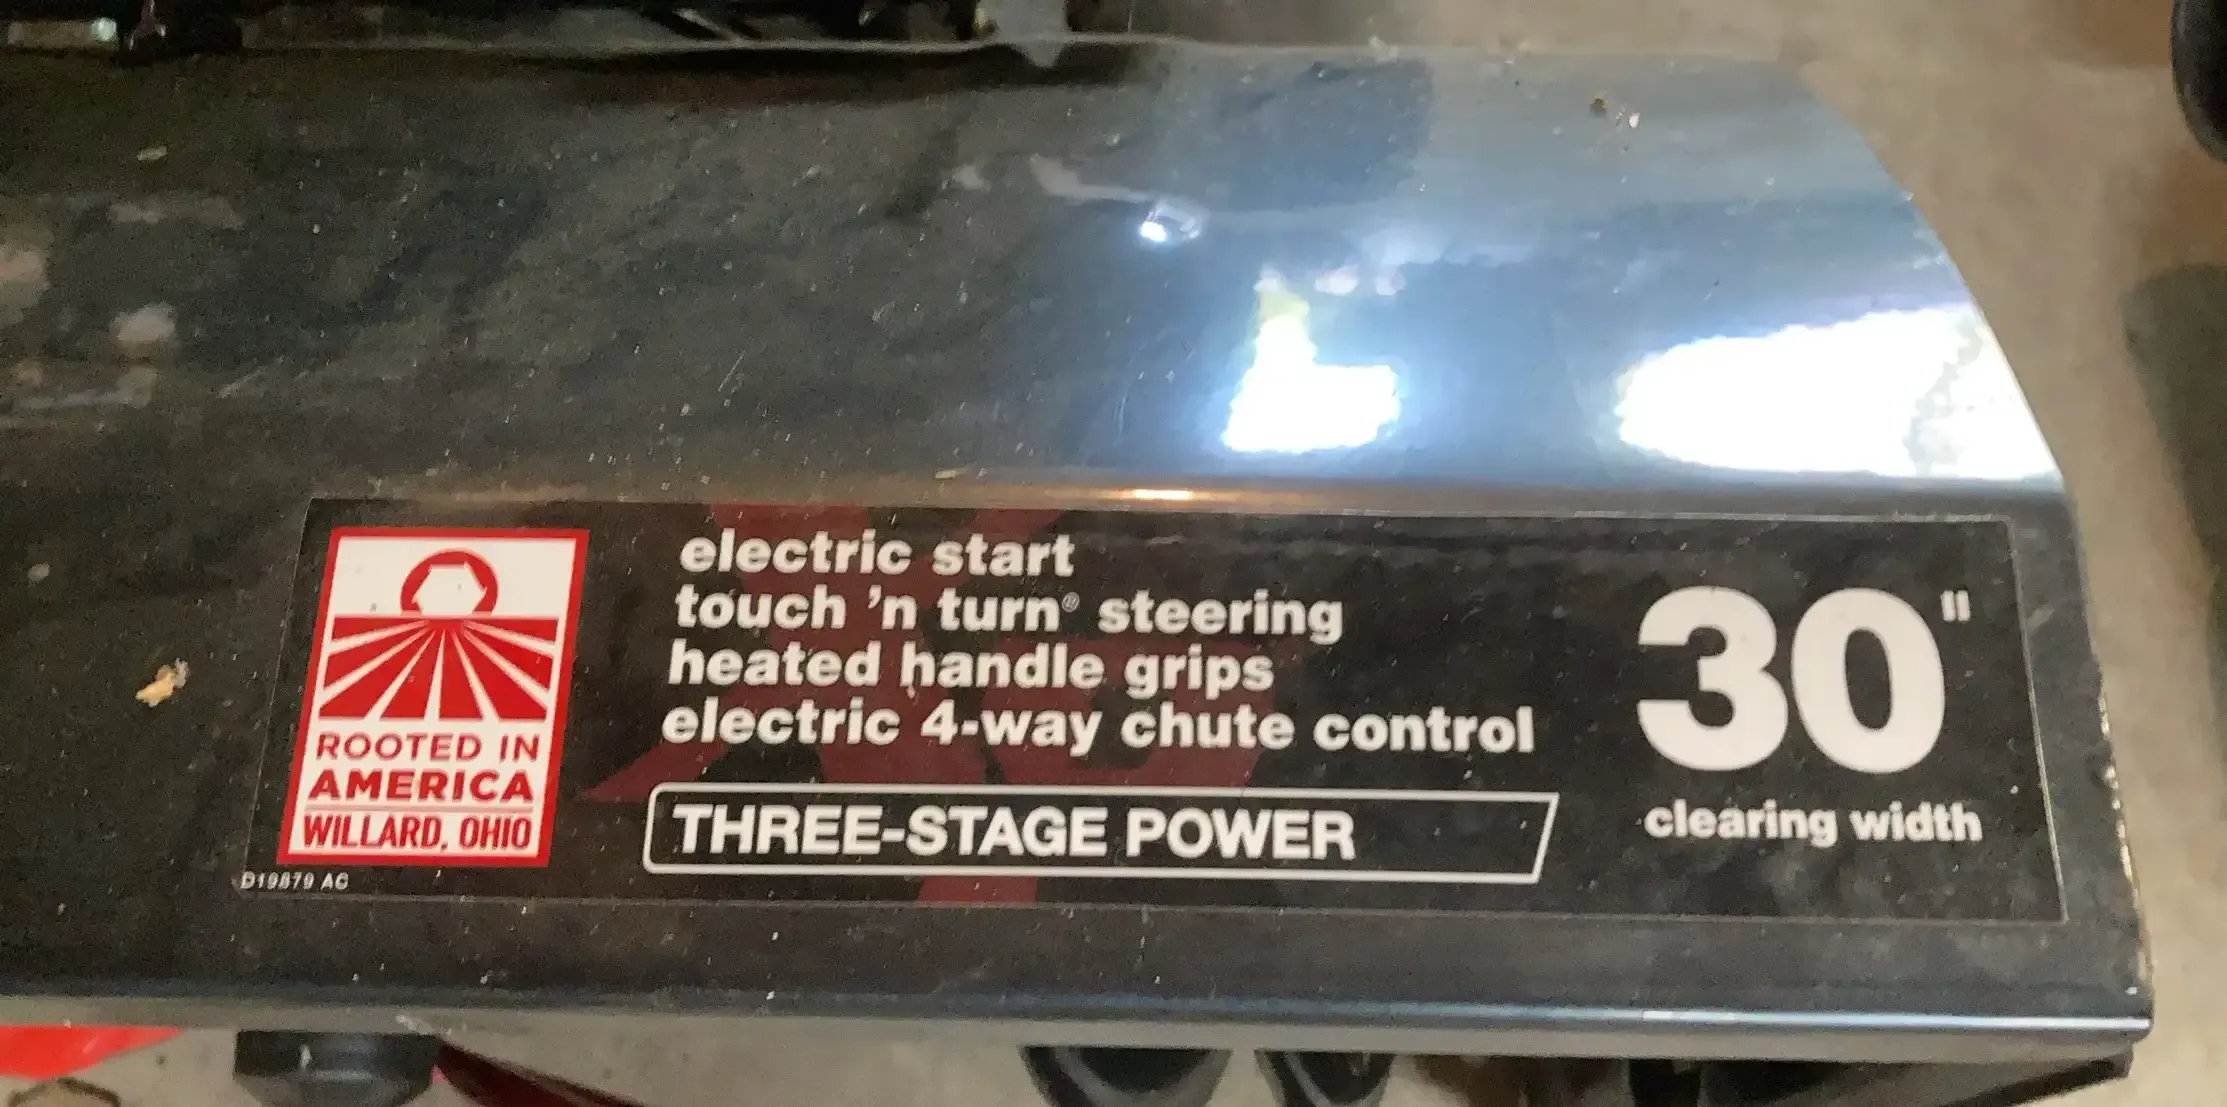 ROOTED IN
AMERICA
WILLARD, OHIO
D19879 AC
electric start
touch 'n turn® steering
heated handle grips
electric 4-way chute control
THREE-STAGE POWER
30"
clearing width